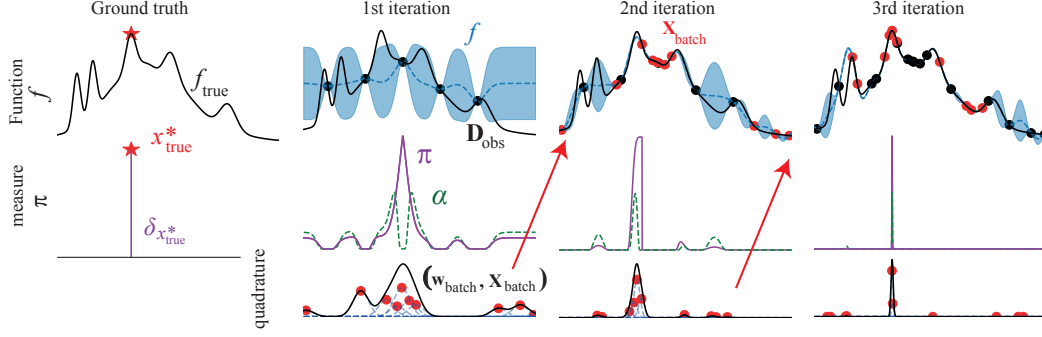 Ground truth
1st iteration
2nd iteration
3rd iteration
Function
f
f_true
x*_true
f
D_obs
X_batch
measure
π
δ_x*_true
π
α
quadrature
(w_batch, X_batch)